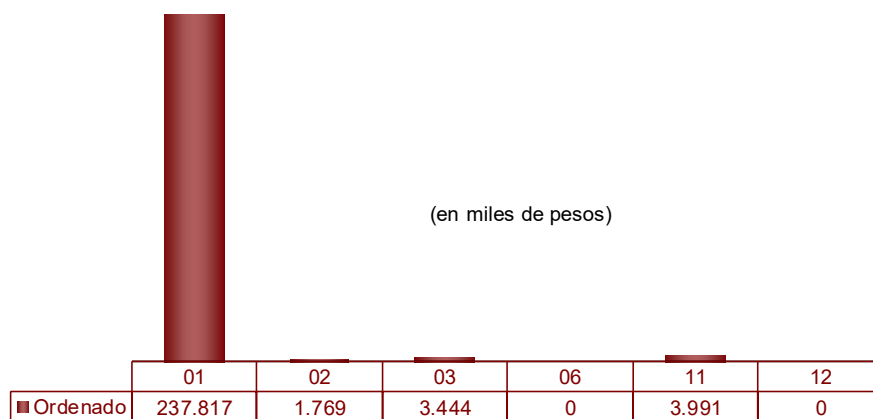 (en miles de pesos)
01 02 03 06 11 12
Ordenado 237.817 1.769 3.444 0 3.991 0